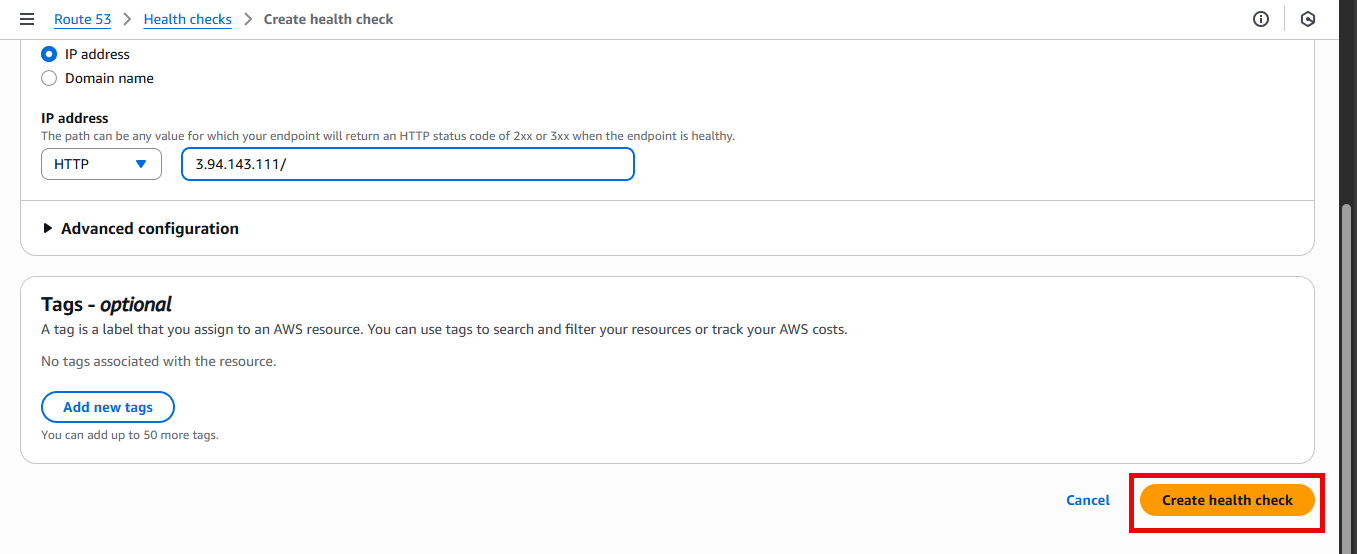 Route 53 > Health checks > Create health check
IP address
Domain name
IP address
The path can be any value for which your endpoint will return an HTTP status code of 2xx or 3xx when the endpoint is healthy.
HTTP 3.94.143.111/
Advanced configuration
Tags - optional
A tag is a label that you assign to an AWS resource. You can use tags to search and filter your resources or track your AWS costs.
No tags associated with the resource.
Add new tags
You can add up to 50 more tags.
Cancel Create health check